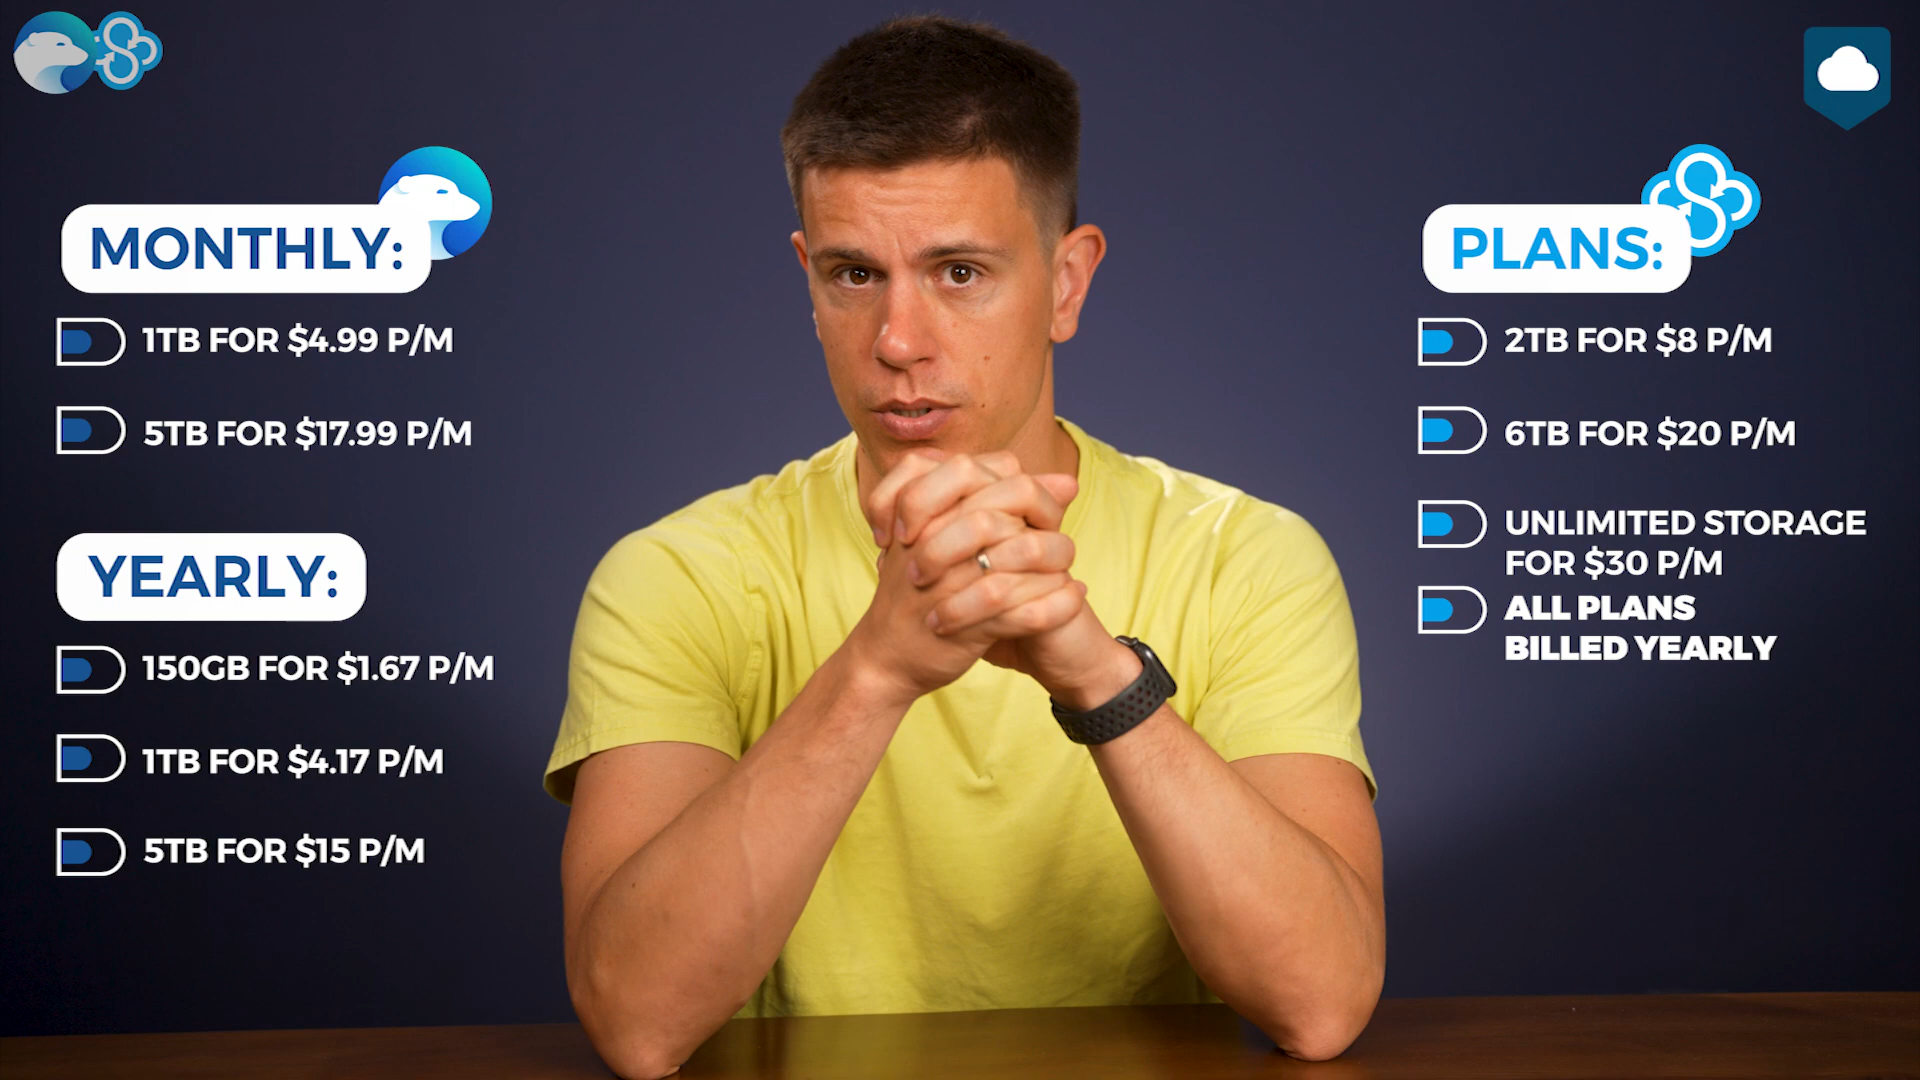 MONTHLY:
1TB FOR $4.99 P/M
5TB FOR $17.99 P/M
YEARLY:
150GB FOR $1.67 P/M
1TB FOR $4.17 P/M
5TB FOR $15 P/M
PLANS:
2TB FOR $8 P/M
6TB FOR $20 P/M
UNLIMITED STORAGE
FOR $30 P/M
ALL PLANS
BILLED YEARLY